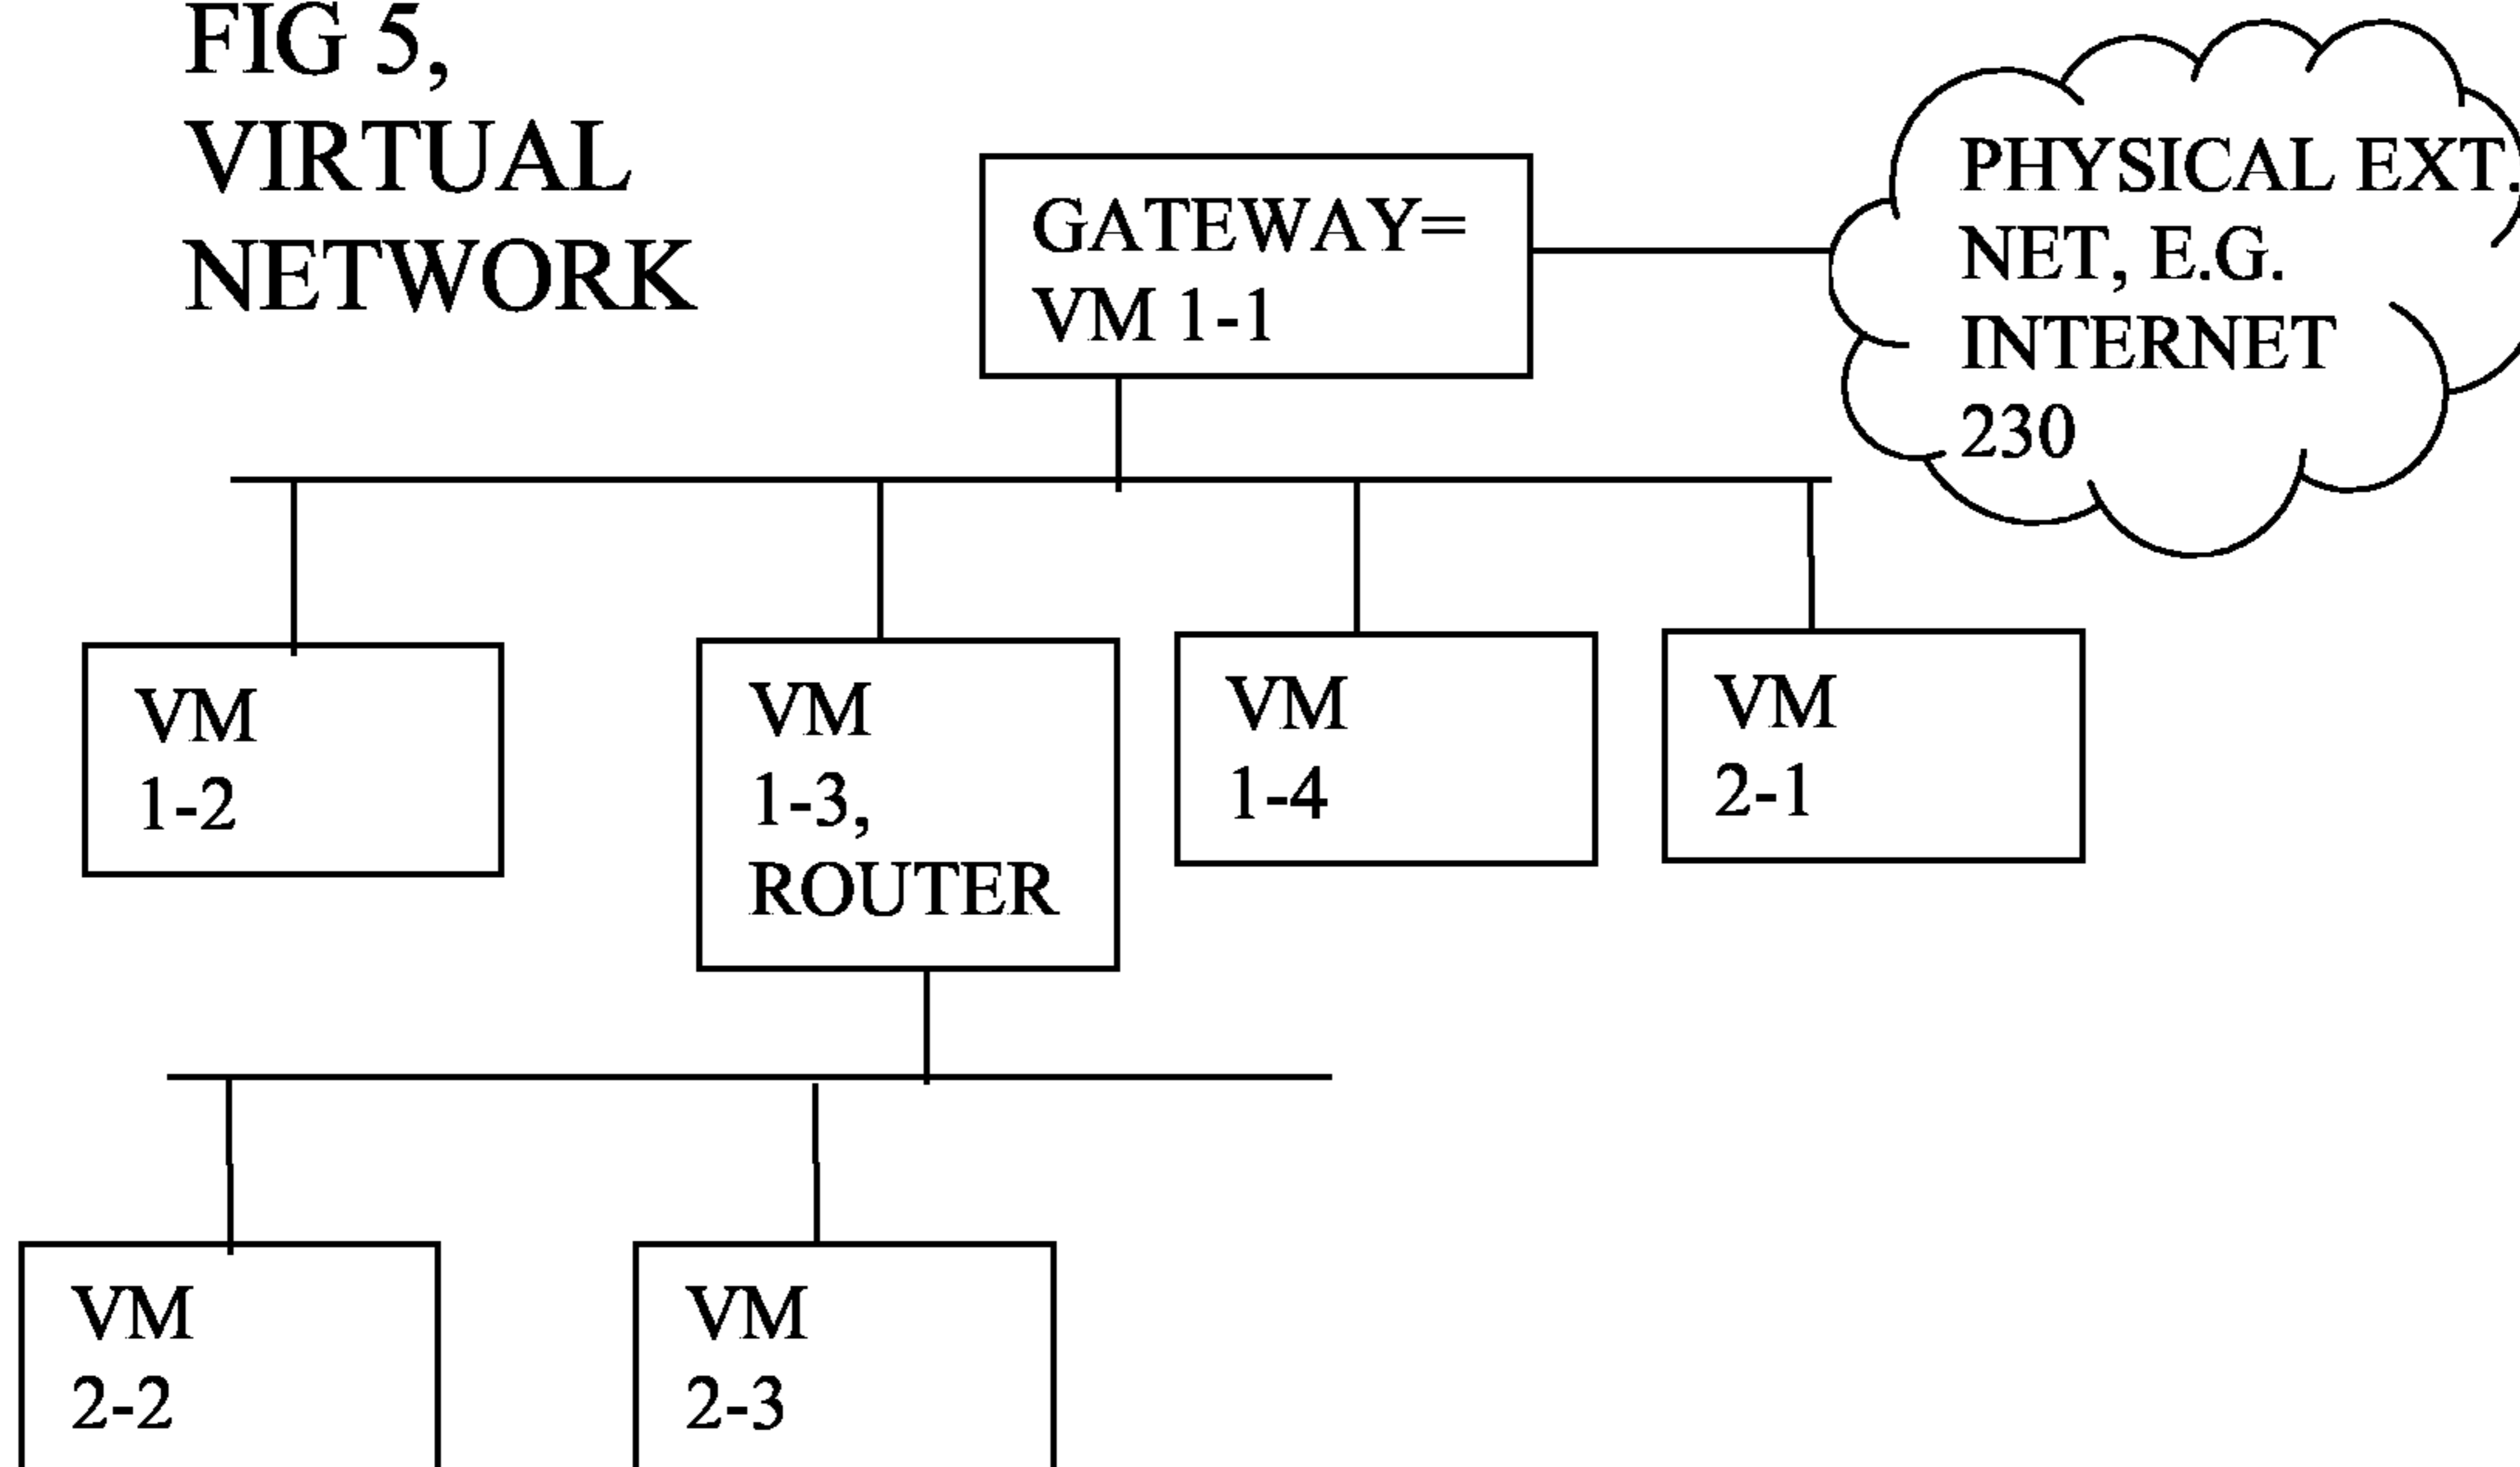 FIG 5,
VIRTUAL
NETWORK
GATEWAY=
VM 1-1
PHYSICAL EXT.
NET, E.G.
INTERNET
230
VM
1-2
VM
1-3,
ROUTER
VM
1-4
VM
2-1
VM
2-2
VM
2-3